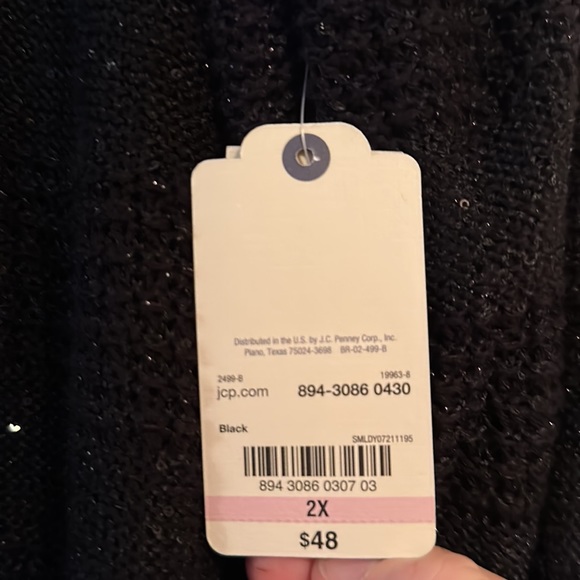 Distributed in the U.S. by J.C. Penney Corp., Inc.
Plano, Texas 75024-3698 BR-02-499-B
2499-B 19963-8
jcp.com 894-3086 0430
Black
SMLDY07211195
894 3086 0307 03
2X
$48